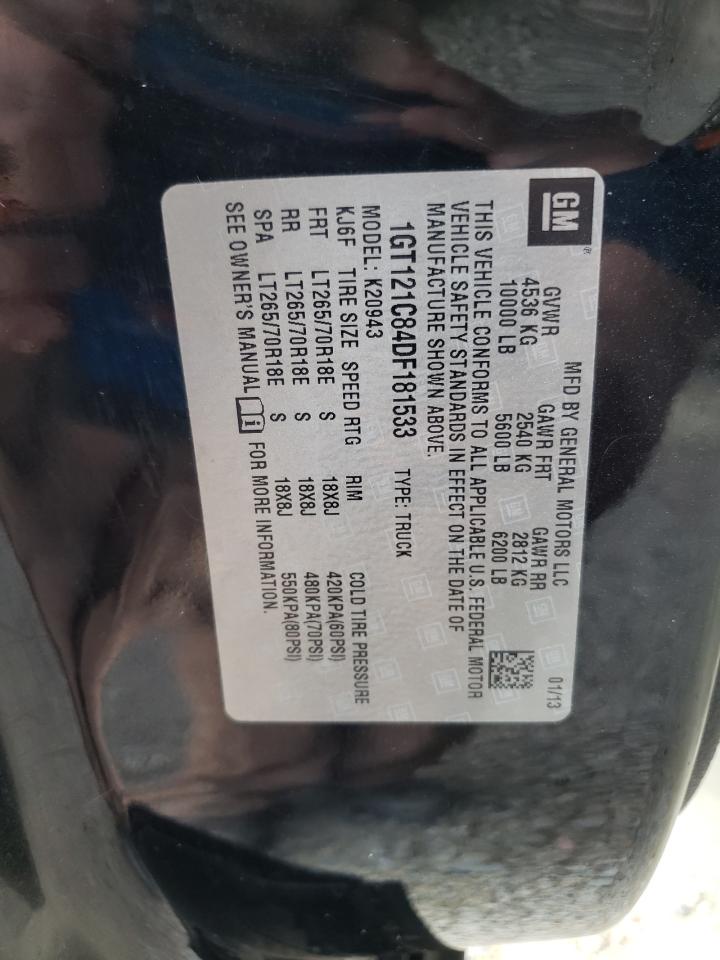 GM®
MFD BY GENERAL MOTORS LLC 01/13
GVWR GAWR FRT GAWR RR
4536 KG 2540 KG 2812 KG
10000 LB 5600 LB 6200 LB
THIS VEHICLE CONFORMS TO ALL APPLICABLE U.S. FEDERAL MOTOR
VEHICLE SAFETY STANDARDS IN EFFECT ON THE DATE OF
MANUFACTURE SHOWN ABOVE.
1GT121C84DF181533 TYPE: TRUCK
MODEL: K20943
KJ6F TIRE SIZE SPEED RTG RIM COLD TIRE PRESSURE
FRT LT265/70R18E S 18X8J 420KPA(60PSI)
RR LT265/70R18E S 18X8J 480KPA(70PSI)
SPA LT265/70R18E S 18X8J 550KPA(80PSI)
SEE OWNER'S MANUAL FOR MORE INFORMATION.